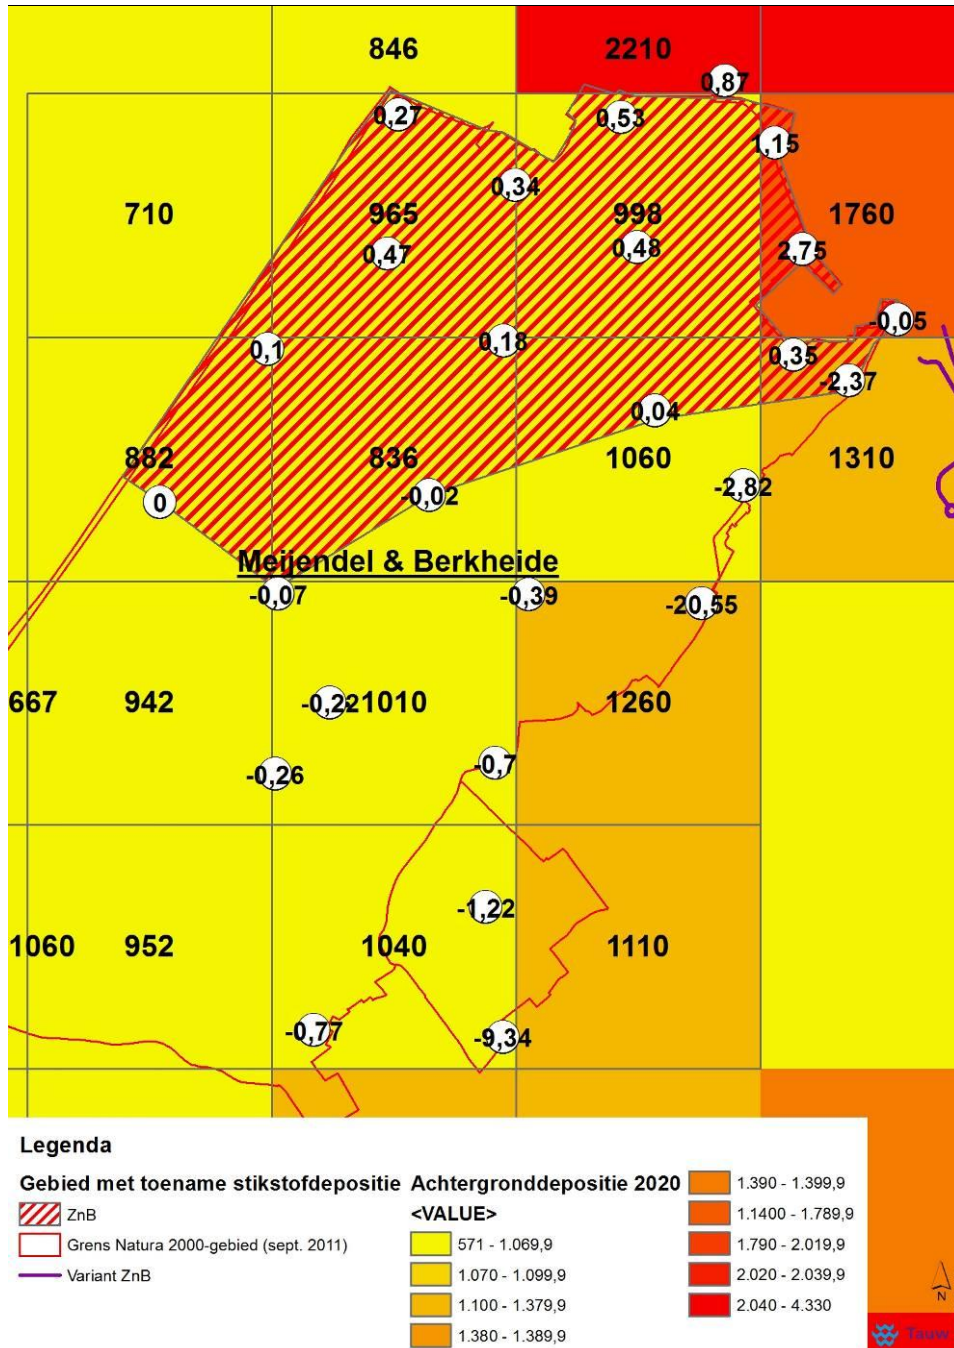 846
2210
0,87
0,27
0,53
1,15
0,34
710
965
998
1760
0,47
0,48
2,75
-0,05
0,1
0,18
0,35
-2,37
0,04
882
836
1060
1310
0
-0,02
-2,82
Meijendel & Berkheide
-0,07
-0,39
-20,55
667
942
-0,22
1010
1260
-0,26
-0,7
-1,22
1060
952
1040
1110
-0,77
-9,34
Legenda
Gebied met toename stikstofdepositie
ZnB
Grens Natura 2000-gebied (sept. 2011)
Variant ZnB
Achtergronddepositie 2020
<VALUE>
571 - 1.069,9
1.070 - 1.099,9
1.100 - 1.379,9
1.380 - 1.389,9
1.390 - 1.399,9
1.1400 - 1.789,9
1.790 - 2.019,9
2.020 - 2.039,9
2.040 - 4.330
N
Tauw